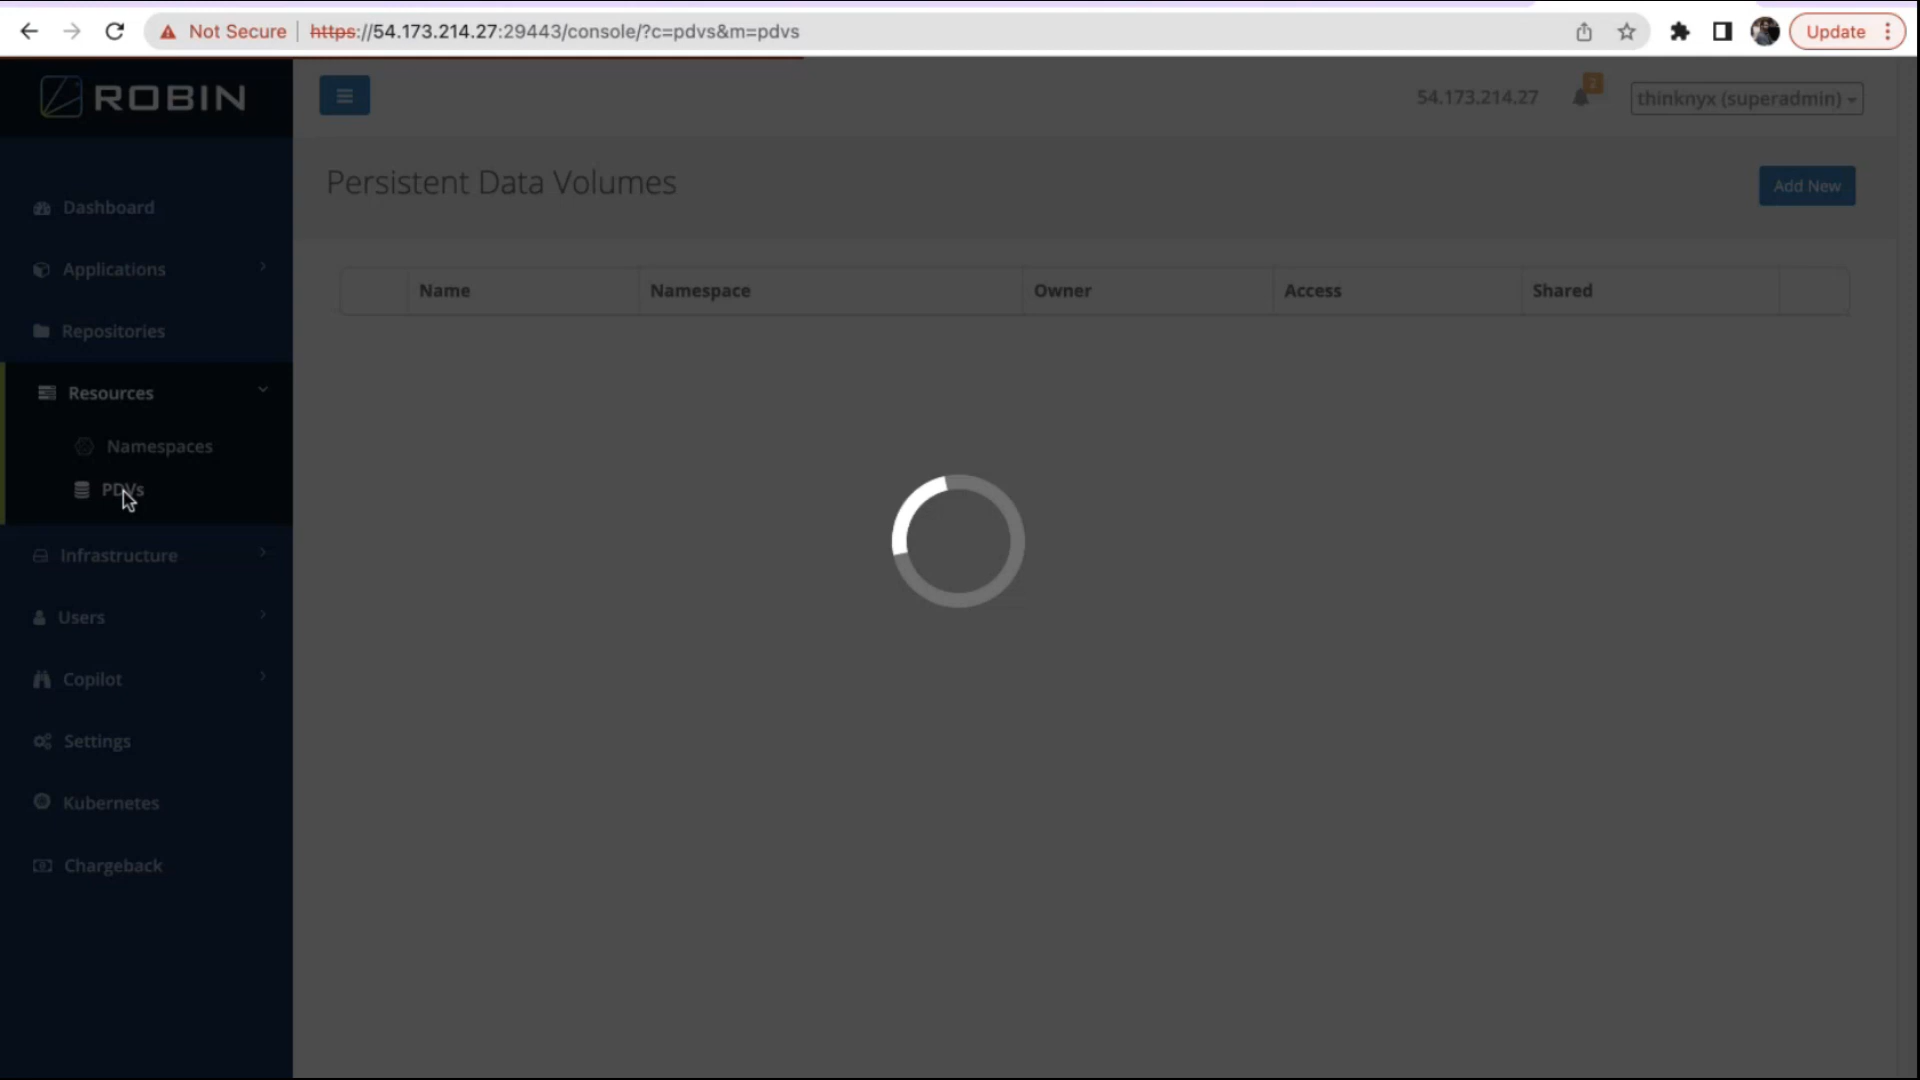 Not Secure https://54.173.214.27:29443/console/?c=pdvs&m=pdvs Update
ROBIN
54.173.214.27 2 thinknyx (superadmin)
Persistent Data Volumes
Add New
Dashboard
Applications
Repositories
Resources
Namespaces
PDVs
Infrastructure
Users
Copilot
Settings
Kubernetes
Chargeback
Name Namespace Owner Access Shared